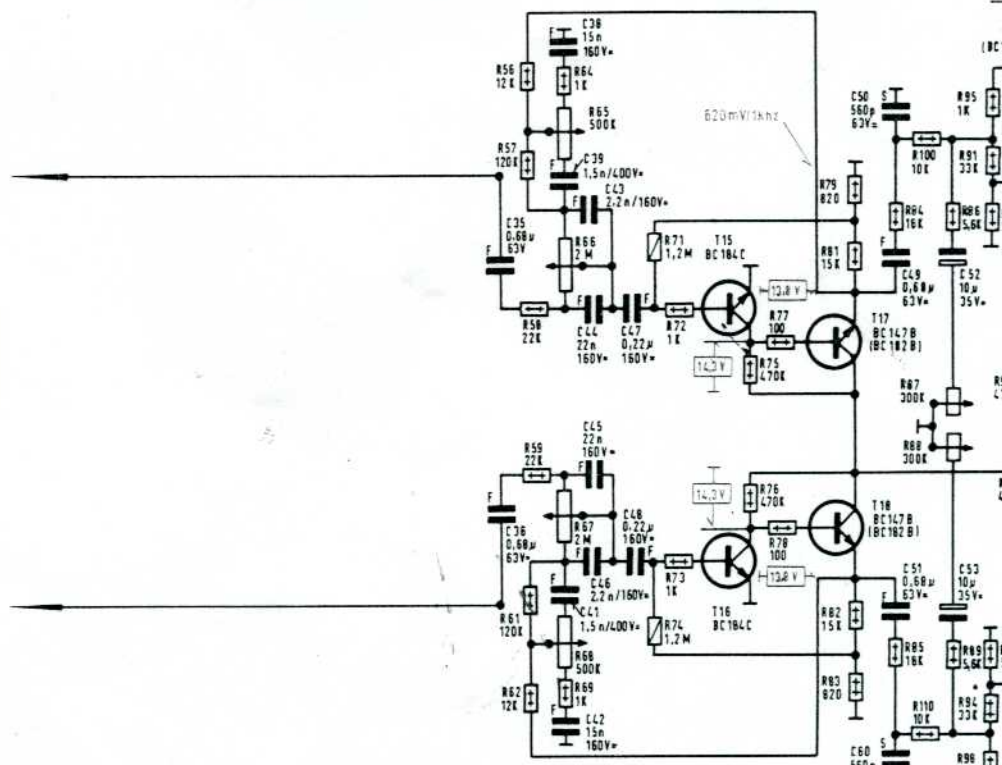 C38
15n
160V=
(BC1
R56
12K
R64
1K
R65
500K
620mV/1khz
C50
560p
63V=
S
R95
1K
R57
120K
C39
1,5n/400V=
C43
2,2n/160V=
R100
10K
R91
33K
R79
820
C35
0,68µ
63V
R66
2M
R71
1,2M
T15
BC184C
R84
18K
R86
5,6K
R81
15K
F
13,8 V
C49
0,68µ
63V=
C52
10µ
35V=
R58
22K
C44
22n
160V=
C47
0,22µ
160V=
R72
1K
R77
100
T17
BC147B
(BC182B)
14,3V
R75
470K
R87
300K
R88
300K
C45
22n
160V=
R59
22K
14,3V
R76
470K
T18
BC147B
(BC182B)
F
C36
0,68µ
63V=
R67
2M
C48
0,22µ
160V=
R78
100
13,8 V
C46
2,2n/160V=
R73
1K
C51
0,68µ
63V=
C53
10µ
35V=
R61
120K
C41
1,5n/400V=
T16
BC184C
R74
1,2M
R82
15K
R68
500K
R85
18K
R89
5,6K
R62
12K
R69
1K
R83
820
R94
33K
R110
10K
F
C42
15n
160V=
S
C60
560p
R98